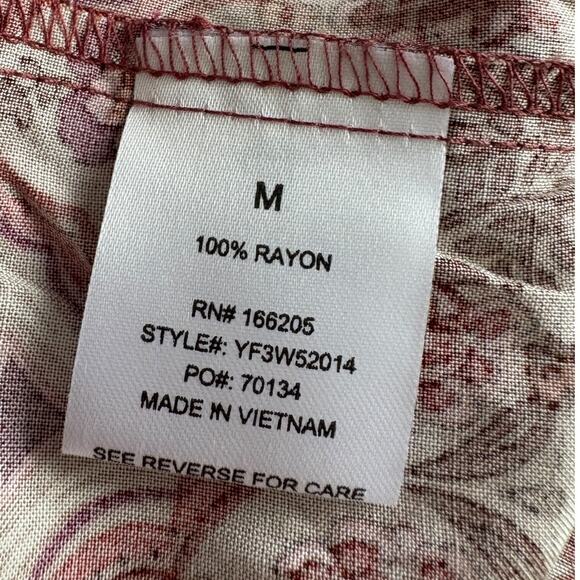 M
100% RAYON
RN# 166205
STYLE#: YF3W52014
PO#: 70134
MADE IN VIETNAM
SEE REVERSE FOR CARE